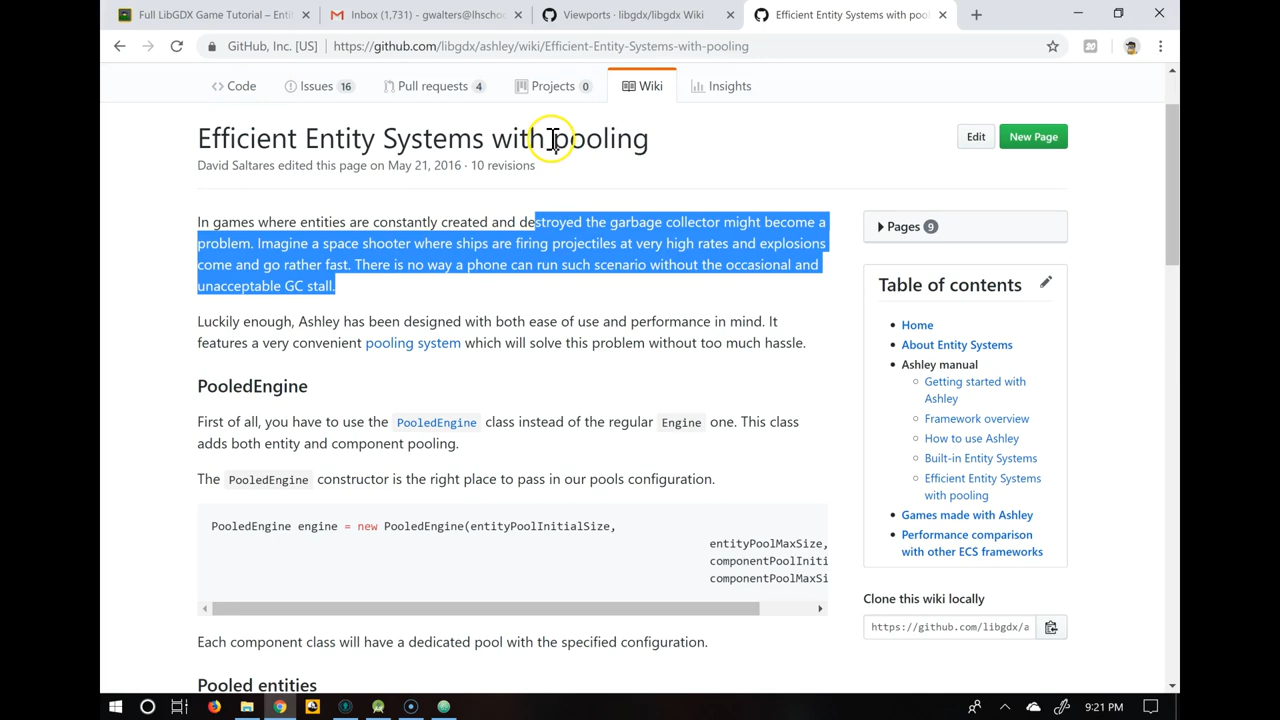 Full LibGDX Game Tutorial – Enti
Inbox (1,731) - gwalters@lhschoo
Viewports · libgdx/libgdx Wiki
Efficient Entity Systems with pool
GitHub, Inc. [US]
https://github.com/libgdx/ashley/wiki/Efficient-Entity-Systems-with-pooling
20
Code
Issues 16
Pull requests 4
Projects 0
Wiki
Insights
Efficient Entity Systems with pooling
Edit
New Page
David Saltares edited this page on May 21, 2016 · 10 revisions
In games where entities are constantly created and destroyed the garbage collector might become a
problem. Imagine a space shooter where ships are firing projectiles at very high rates and explosions
come and go rather fast. There is no way a phone can run such scenario without the occasional and
unacceptable GC stall.
Luckily enough, Ashley has been designed with both ease of use and performance in mind. It
features a very convenient pooling system which will solve this problem without too much hassle.
PooledEngine
First of all, you have to use the PooledEngine class instead of the regular Engine one. This class
adds both entity and component pooling.
The PooledEngine constructor is the right place to pass in our pools configuration.
PooledEngine engine = new PooledEngine(entityPoolInitialSize,
entityPoolMaxSize,
componentPoolIniti
componentPoolMaxSi
Each component class will have a dedicated pool with the specified configuration.
Pooled entities
Pages 9
Table of contents
Home
About Entity Systems
Ashley manual
Getting started with
Ashley
Framework overview
How to use Ashley
Built-in Entity Systems
Efficient Entity Systems
with pooling
Games made with Ashley
Performance comparison
with other ECS frameworks
Clone this wiki locally
https://github.com/libgdx/a
9:21 PM